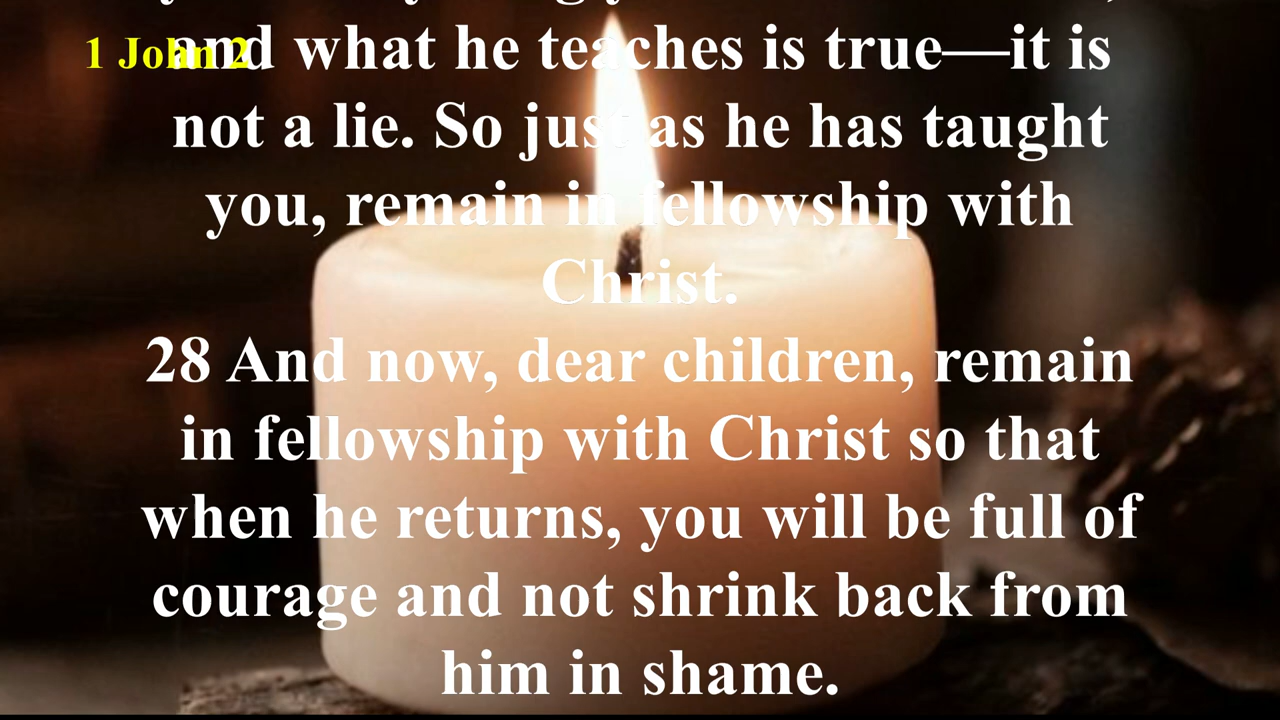 1 John 2
and what he teaches is true—it is
not a lie. So just as he has taught
you, remain in fellowship with
Christ.
28 And now, dear children, remain
in fellowship with Christ so that
when he returns, you will be full of
courage and not shrink back from
him in shame.